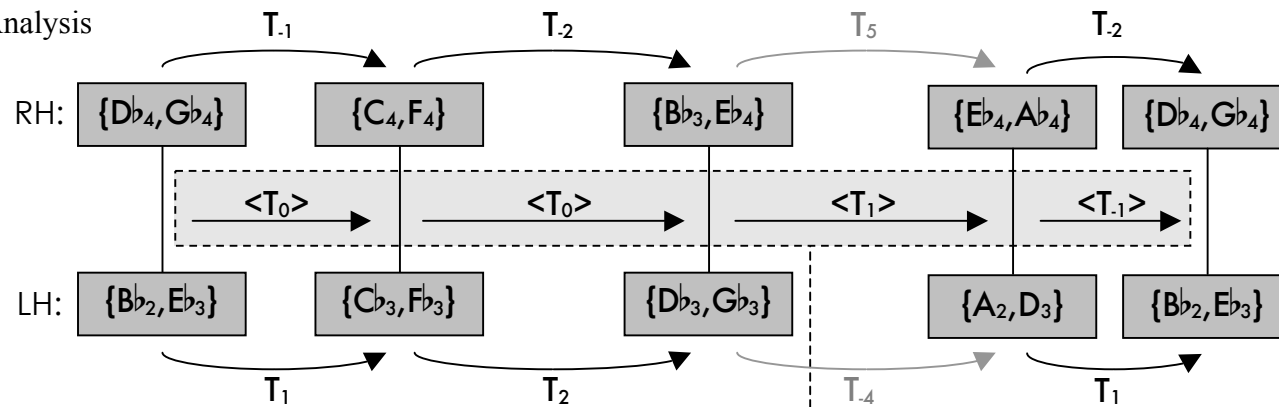 Analysis
T₋₁ T₋₂ T₅ T₋₂
RH: {D♭₄,G♭₄} {C₄,F₄} {B♭₃,E♭₄} {E♭₄,A♭₄} {D♭₄,G♭₄}
<T₀> <T₀> <T₁> <T₋₁>
LH: {B♭₂,E♭₃} {C♭₃,F♭₃} {D♭₃,G♭₃} {A₂,D₃} {B♭₂,E♭₃}
T₁ T₂ T₋₄ T₁